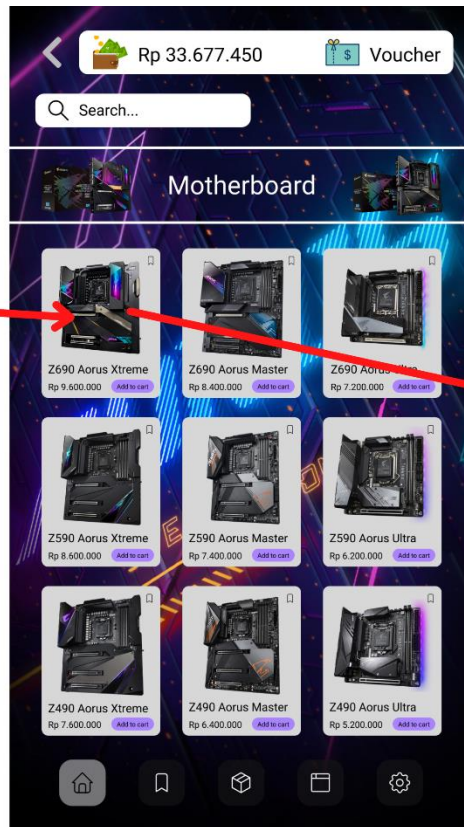 Rp 33.677.450 Voucher
Search...
Motherboard
Z690 Aorus Xtreme Z690 Aorus Master Z690 Aorus Ultra
Rp 9.600.000 Add to cart Rp 8.400.000 Add to cart Rp 7.200.000 Add to cart
Z590 Aorus Xtreme Z590 Aorus Master Z590 Aorus Ultra
Rp 8.600.000 Add to cart Rp 7.400.000 Add to cart Rp 6.200.000 Add to cart
Z490 Aorus Xtreme Z490 Aorus Master Z490 Aorus Ultra
Rp 7.600.000 Add to cart Rp 6.400.000 Add to cart Rp 5.200.000 Add to cart